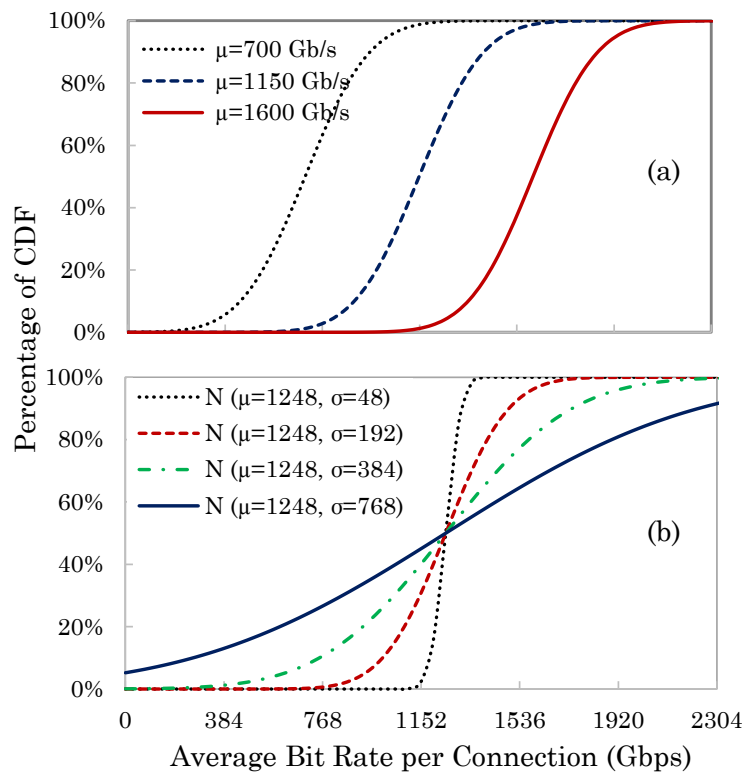 100%
80%
60%
40%
20%
0%
μ=700 Gb/s
μ=1150 Gb/s
μ=1600 Gb/s
(a)
Percentage of CDF
100%
80%
60%
40%
20%
0%
N (μ=1248, σ=48)
N (μ=1248, σ=192)
N (μ=1248, σ=384)
N (μ=1248, σ=768)
(b)
0 384 768 1152 1536 1920 2304
Average Bit Rate per Connection (Gbps)